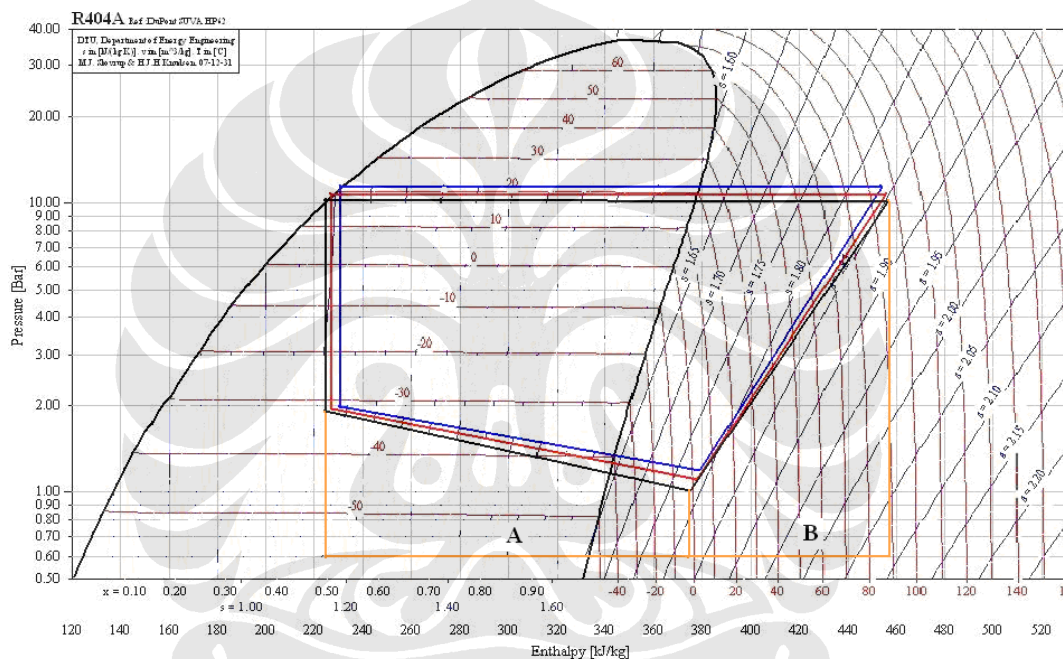 R404A Ref :DuPont SUVA HP62
DTU, Department of Energy Engineering
s in [kJ/(kg K)]. v in [m^3/kg]. T in [°C]
M.J. Skovrup & H.J.H Knudsen. 07-12-31
40.00
30.00
20.00
10.00
9.00
8.00
7.00
6.00
5.00
4.00
3.00
2.00
1.00
0.90
0.80
0.70
0.60
0.50
Pressure [Bar]
60
50
40
30
20
10
0
-10
-20
-30
-40
-50
s = 1.60
s = 1.65
s = 1.70
s = 1.75
s = 1.80
s = 1.90
s = 1.95
s = 2.00
s = 2.05
s = 2.10
s = 2.15
s = 2.20
A
B
x = 0.10 0.20 0.30 0.40 0.50 0.60 0.70 0.80 0.90 -40 -20 0 20 40 60 80 100 120 140
s = 1.00 1.20 1.40 1.60
120 140 160 180 200 220 240 260 280 300 320 340 360 380 400 420 440 460 480 500 520
Enthalpy [kJ/kg]